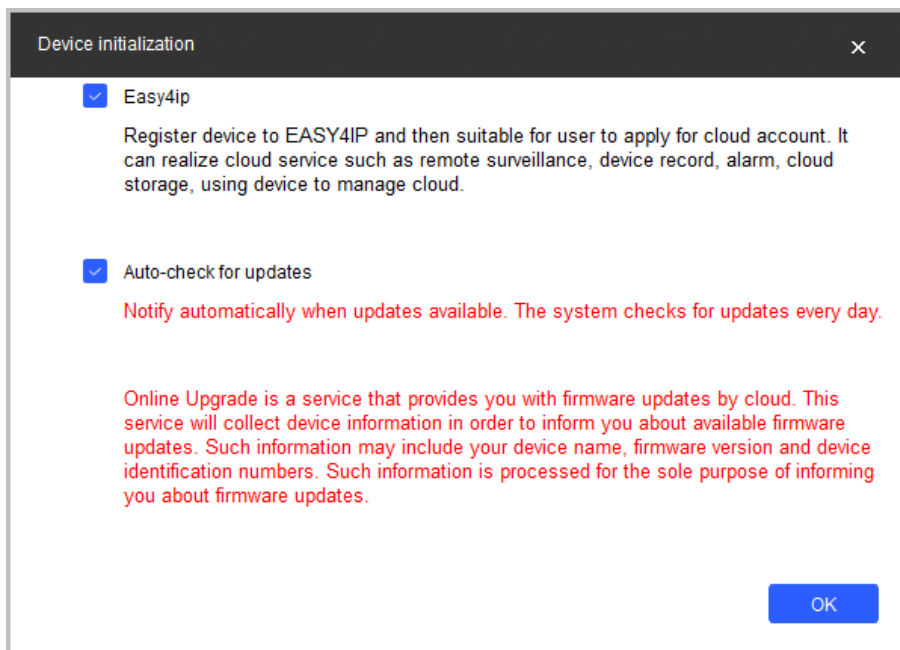 Device initialization
Easy4ip
Register device to EASY4IP and then suitable for user to apply for cloud account. It
can realize cloud service such as remote surveillance, device record, alarm, cloud
storage, using device to manage cloud.
Auto-check for updates
Notify automatically when updates available. The system checks for updates every day.
Online Upgrade is a service that provides you with firmware updates by cloud. This
service will collect device information in order to inform you about available firmware
updates. Such information may include your device name, firmware version and device
identification numbers. Such information is processed for the sole purpose of informing
you about firmware updates.
OK